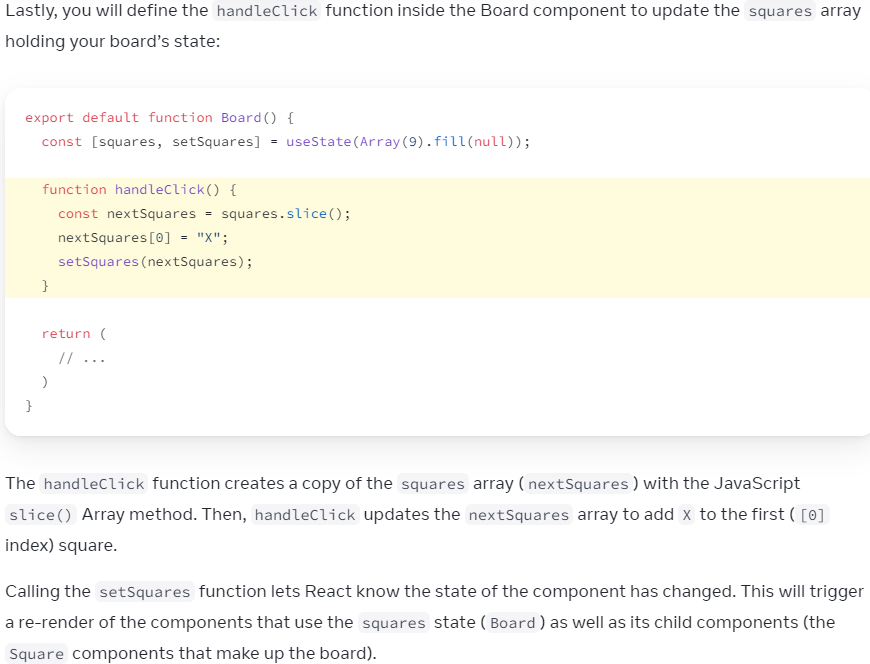 Lastly, you will define the handleClick function inside the Board component to update the squares array
holding your board’s state:
export default function Board() {
  const [squares, setSquares] = useState(Array(9).fill(null));
  function handleClick() {
    const nextSquares = squares.slice();
    nextSquares[0] = "X";
    setSquares(nextSquares);
  }
  return (
    // ...
  )
}
The handleClick function creates a copy of the squares array (nextSquares) with the JavaScript
slice() Array method. Then, handleClick updates the nextSquares array to add X to the first ([0]
index) square.
Calling the setSquares function lets React know the state of the component has changed. This will trigger
a re-render of the components that use the squares state (Board) as well as its child components (the
Square components that make up the board).